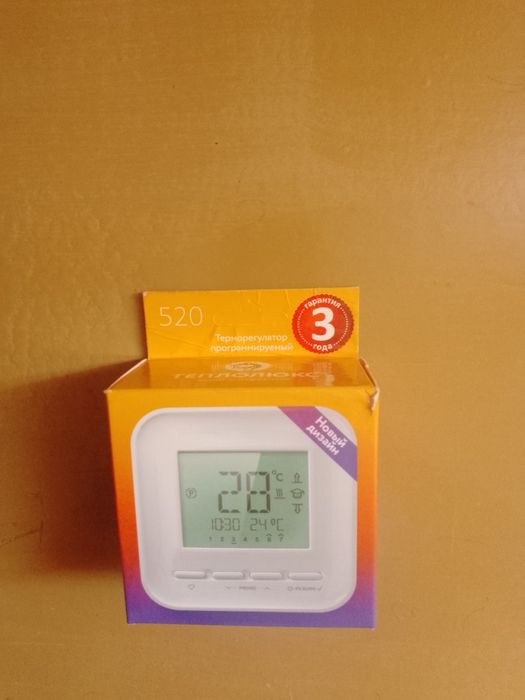 520
гарантия
3
года
Терморегулятор
программируемый
ТЕПЛОЛЮКС
Новый
дизайн
28 °C
P
10:30 24 °C
1 2 3 4 5 6 7